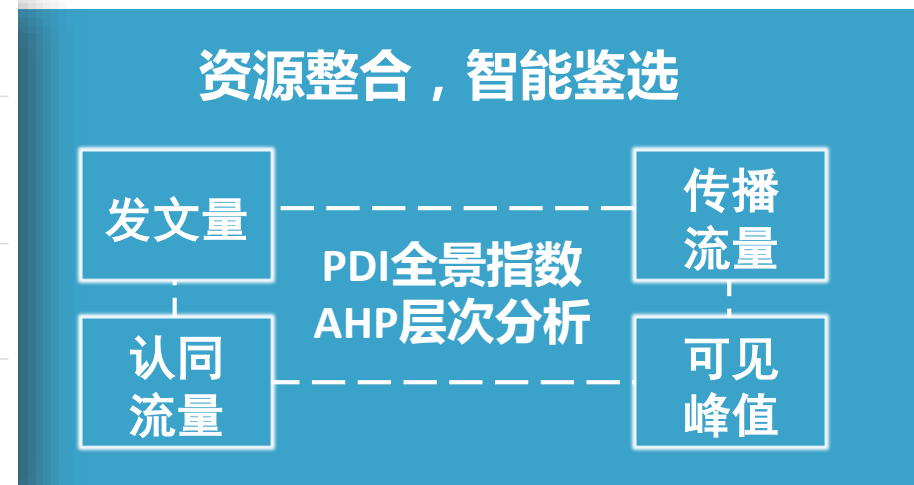 资源整合，智能鉴选
发文量
传播
流量
PDI全景指数
AHP层次分析
认同
流量
可见
峰值